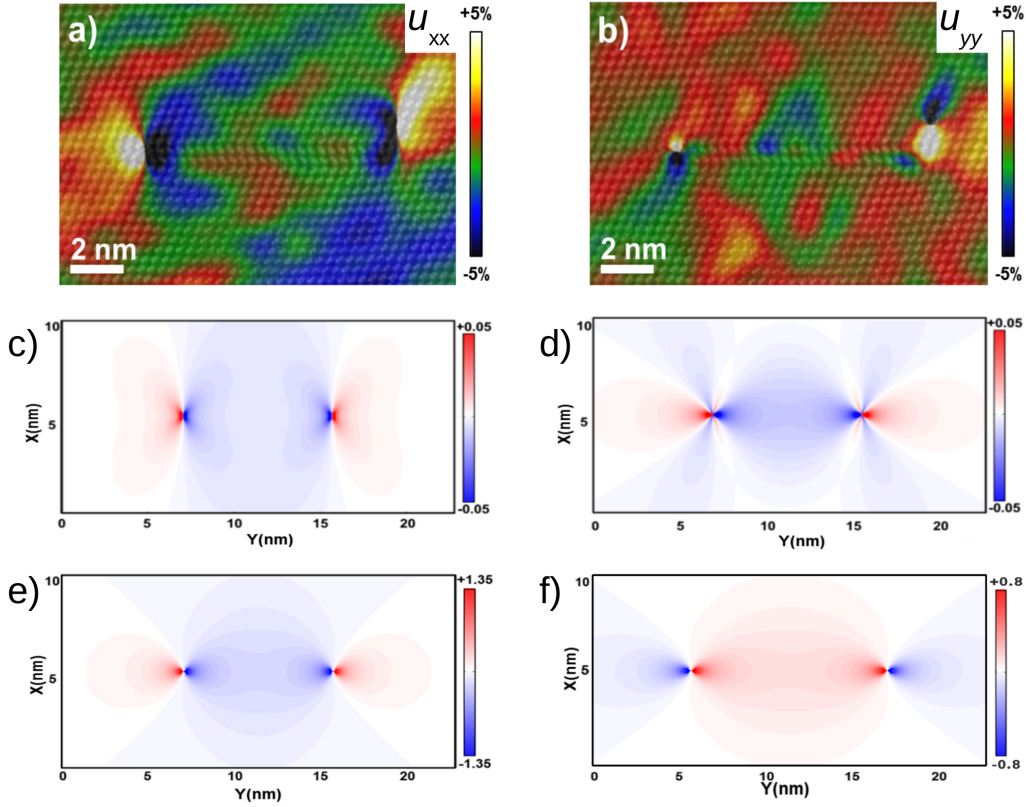 a)
u xx
+5%
-5%
2 nm
b)
u yy
+5%
-5%
2 nm
c)
10
5
X(nm)
0 5 10 15 20
Y(nm)
+0.05
-0.05
d)
10
5
X(nm)
0 5 10 15 20
Y(nm)
+0.05
-0.05
e)
10
5
X(nm)
0 5 10 15 20
Y(nm)
+1.35
-1.35
f)
10
5
X(nm)
0 5 10 15 20
Y(nm)
+0.8
-0.8